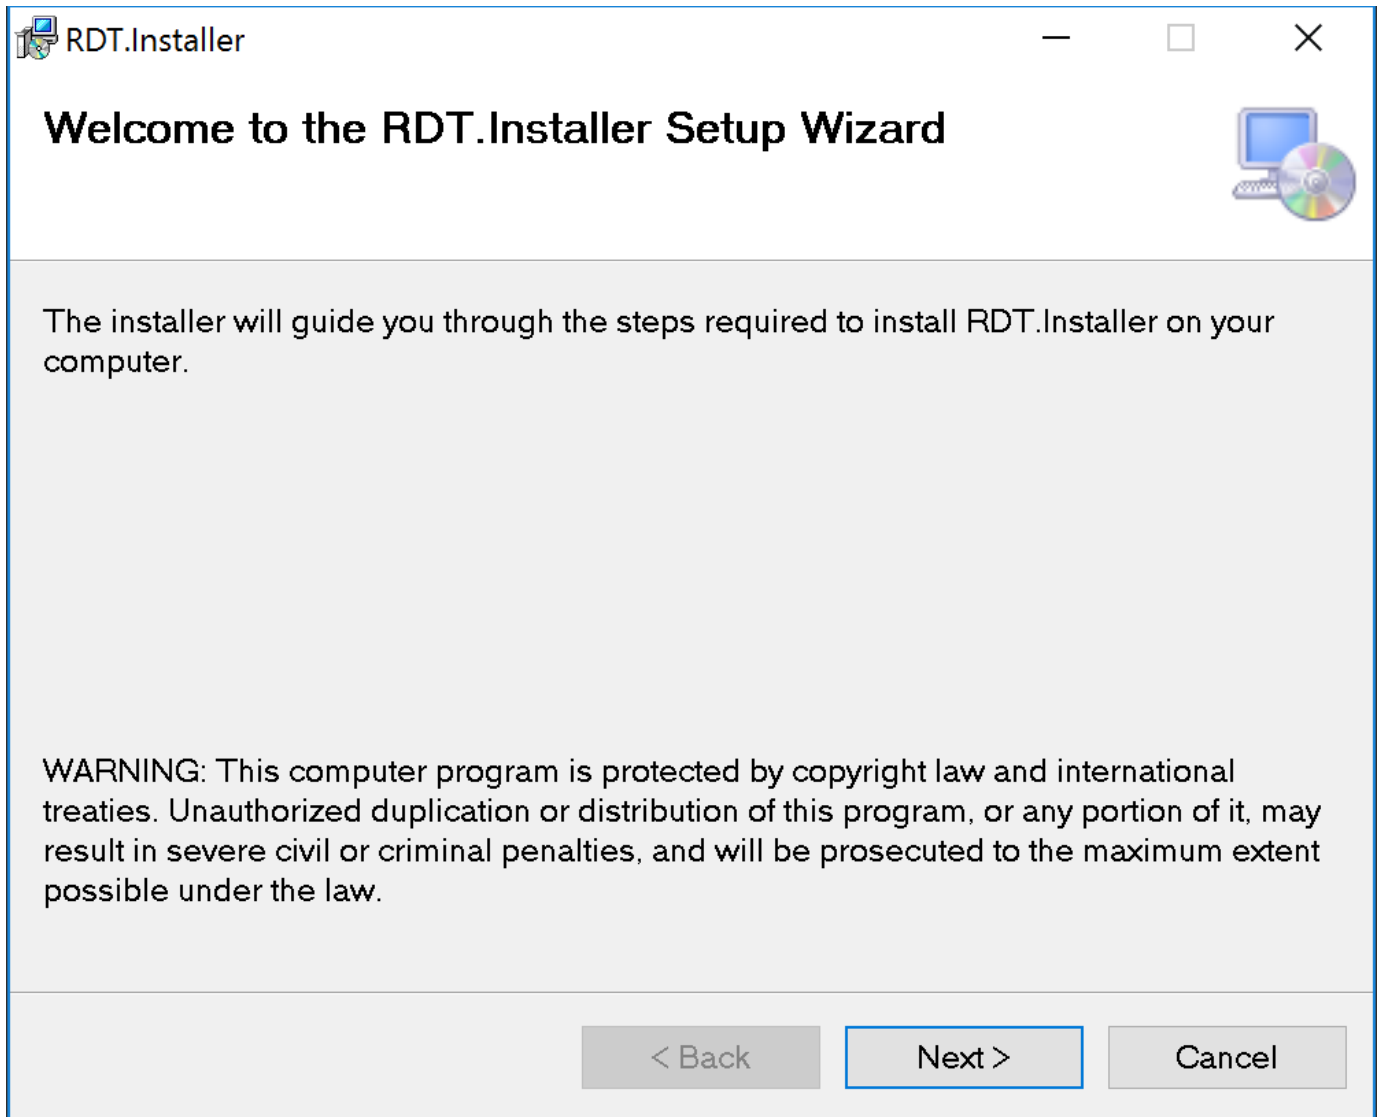 RDT.Installer
Welcome to the RDT.Installer Setup Wizard
The installer will guide you through the steps required to install RDT.Installer on your
computer.
WARNING: This computer program is protected by copyright law and international
treaties. Unauthorized duplication or distribution of this program, or any portion of it, may
result in severe civil or criminal penalties, and will be prosecuted to the maximum extent
possible under the law.
< Back
Next >
Cancel